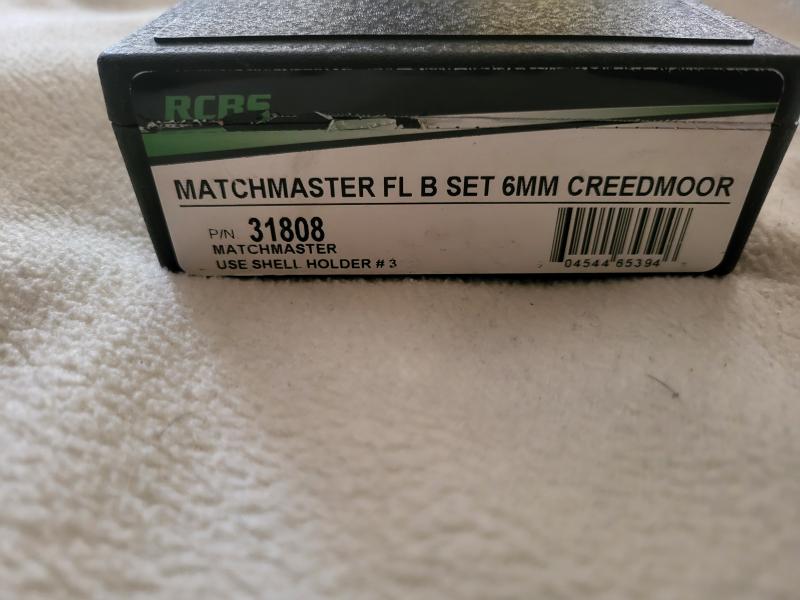 RCBS
MATCHMASTER FL B SET 6MM CREEDMOOR
P/N 31808
MATCHMASTER
USE SHELL HOLDER # 3
04544 65394